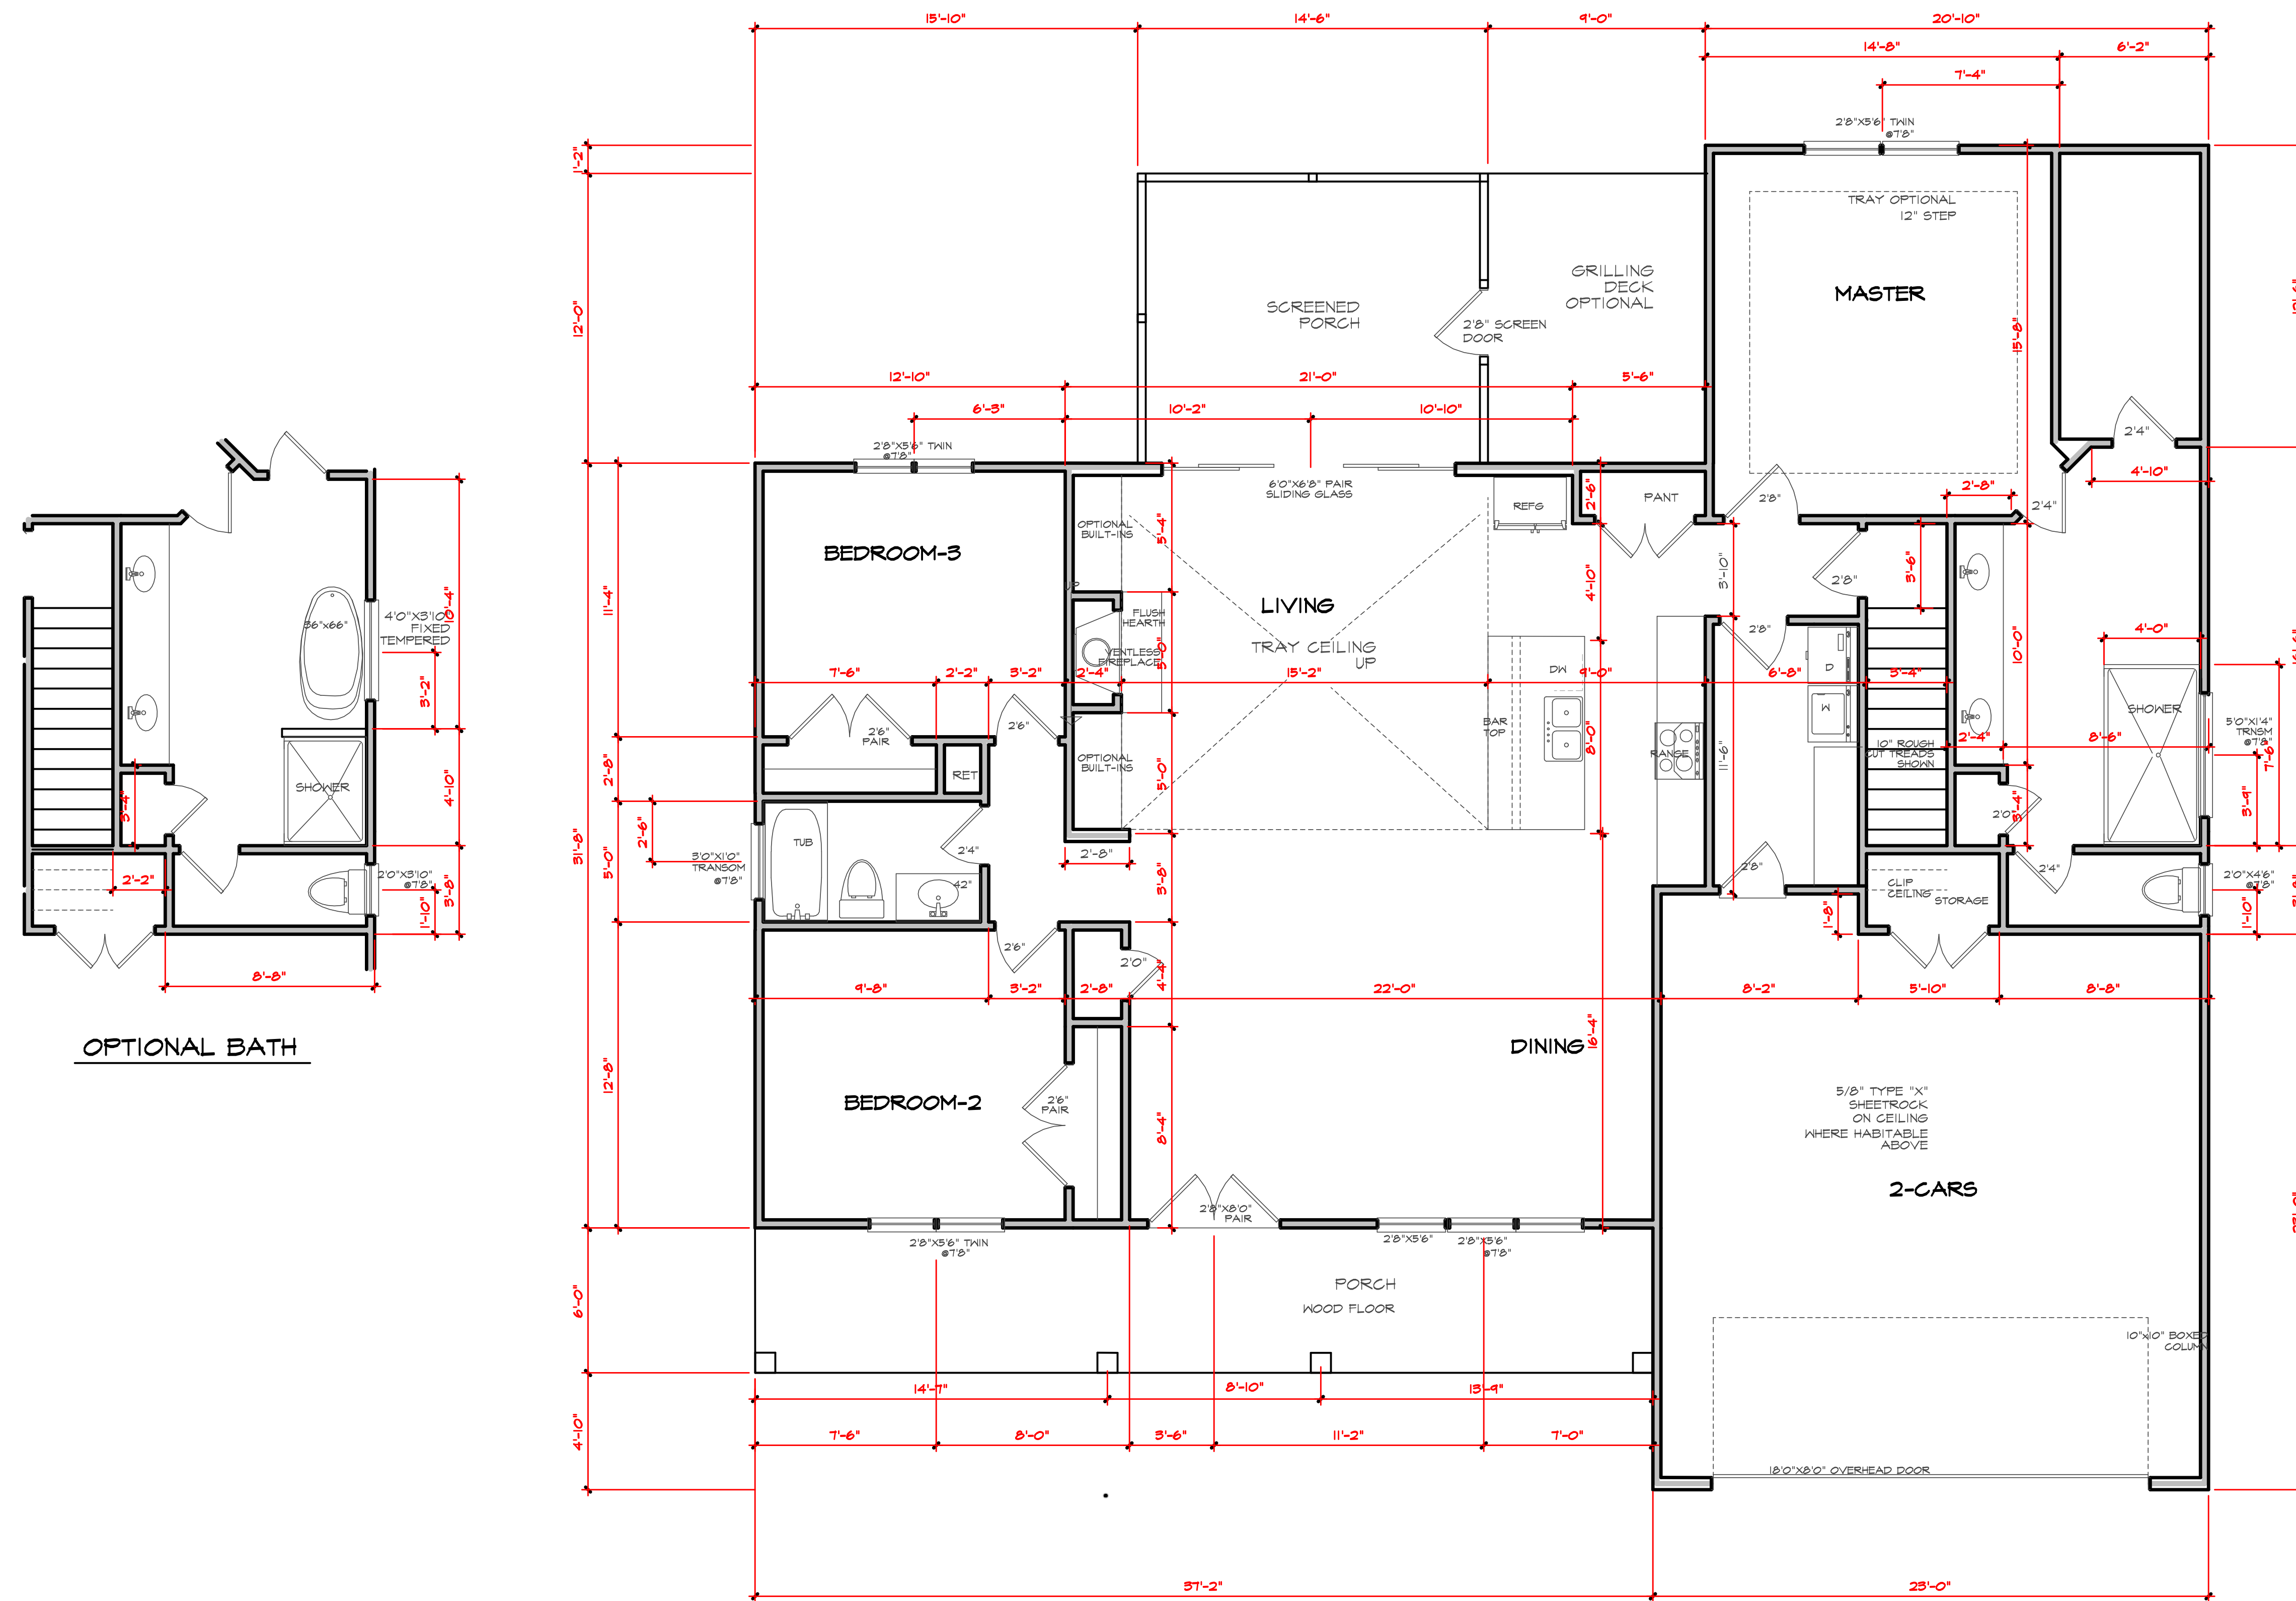 15'-10"
14'-6"
9'-0"
20'-10"
14'-8"
6'-2"
7'-4"
2'8"X5'6" TWIN
@7'8"
1'-2"
TRAY OPTIONAL
12" STEP
12'-0"
GRILLING
DECK
OPTIONAL
SCREENED
PORCH
2'8" SCREEN
DOOR
MASTER
15'-8"
12'-10"
21'-0"
5'-6"
6'-3"
10'-2"
10'-10"
2'8"X5'6" TWIN
@7'8"
2'4"
4'-10"
6'0"X6'8" PAIR
SLIDING GLASS
REFG
2'-6"
PANT
2'8"
2'-8"
2'4"
OPTIONAL
BUILT-INS
5'-4"
BEDROOM-3
11'-4"
4'-10"
3'-10"
2'8"
3'-6"
LIVING
TRAY CEILING
UP
FLUSH
HEARTH
VENTLESS
FIREPLACE
5'-0"
2'8"
10'-0"
4'-0"
7'-6"
2'-2"
3'-2"
2'-4"
15'-2"
DW
9'-0"
6'-8"
3'-4"
D
W
2'6"
PAIR
2'6"
BAR
TOP
8'-0"
RANGE
11'-6"
10" ROUGH
CUT TREADS
SHOWN
2'-4"
8'-6"
SHOWER
5'0"X1'4"
TRNSM
@7'8"
7'-6"
2'-8"
RET
OPTIONAL
BUILT-INS
5'-0"
2'0"
3'-4"
3'-9"
31'-8"
5'-0"
2'-6"
3'0"X1'0"
TRANSOM
@7'8"
TUB
2'4"
42"
2'-8"
3'-8"
2'8"
CLIP
CEILING
STORAGE
1'-8"
2'4"
2'0"X4'6"
@7'8"
1'-10"
2'6"
2'0"
4'-4"
9'-8"
3'-2"
2'-8"
22'-0"
8'-2"
5'-10"
8'-8"
12'-8"
DINING
16'-4"
BEDROOM-2
2'6"
PAIR
8'-4"
5/8" TYPE "X"
SHEETROCK
ON CEILING
WHERE HABITABLE
ABOVE
2-CARS
2'8"X8'0"
PAIR
2'8"X5'6" TWIN
@7'8"
2'8"X5'6"
2'8"X5'6"
@7'8"
PORCH
WOOD FLOOR
6'-0"
10"x10" BOXED
COLUMN
14'-7"
8'-10"
13'-9"
4'-10"
7'-6"
8'-0"
3'-6"
11'-2"
7'-0"
18'0"X8'0" OVERHEAD DOOR
37'-2"
23'-0"
36"x66"
4'0"X3'10"
FIXED
TEMPERED
10'-4"
3'-2"
SHOWER
4'-10"
3'-4"
2'-2"
2'0"X3'10"
@7'8"
3'-8"
1'-10"
8'-8"
OPTIONAL BATH